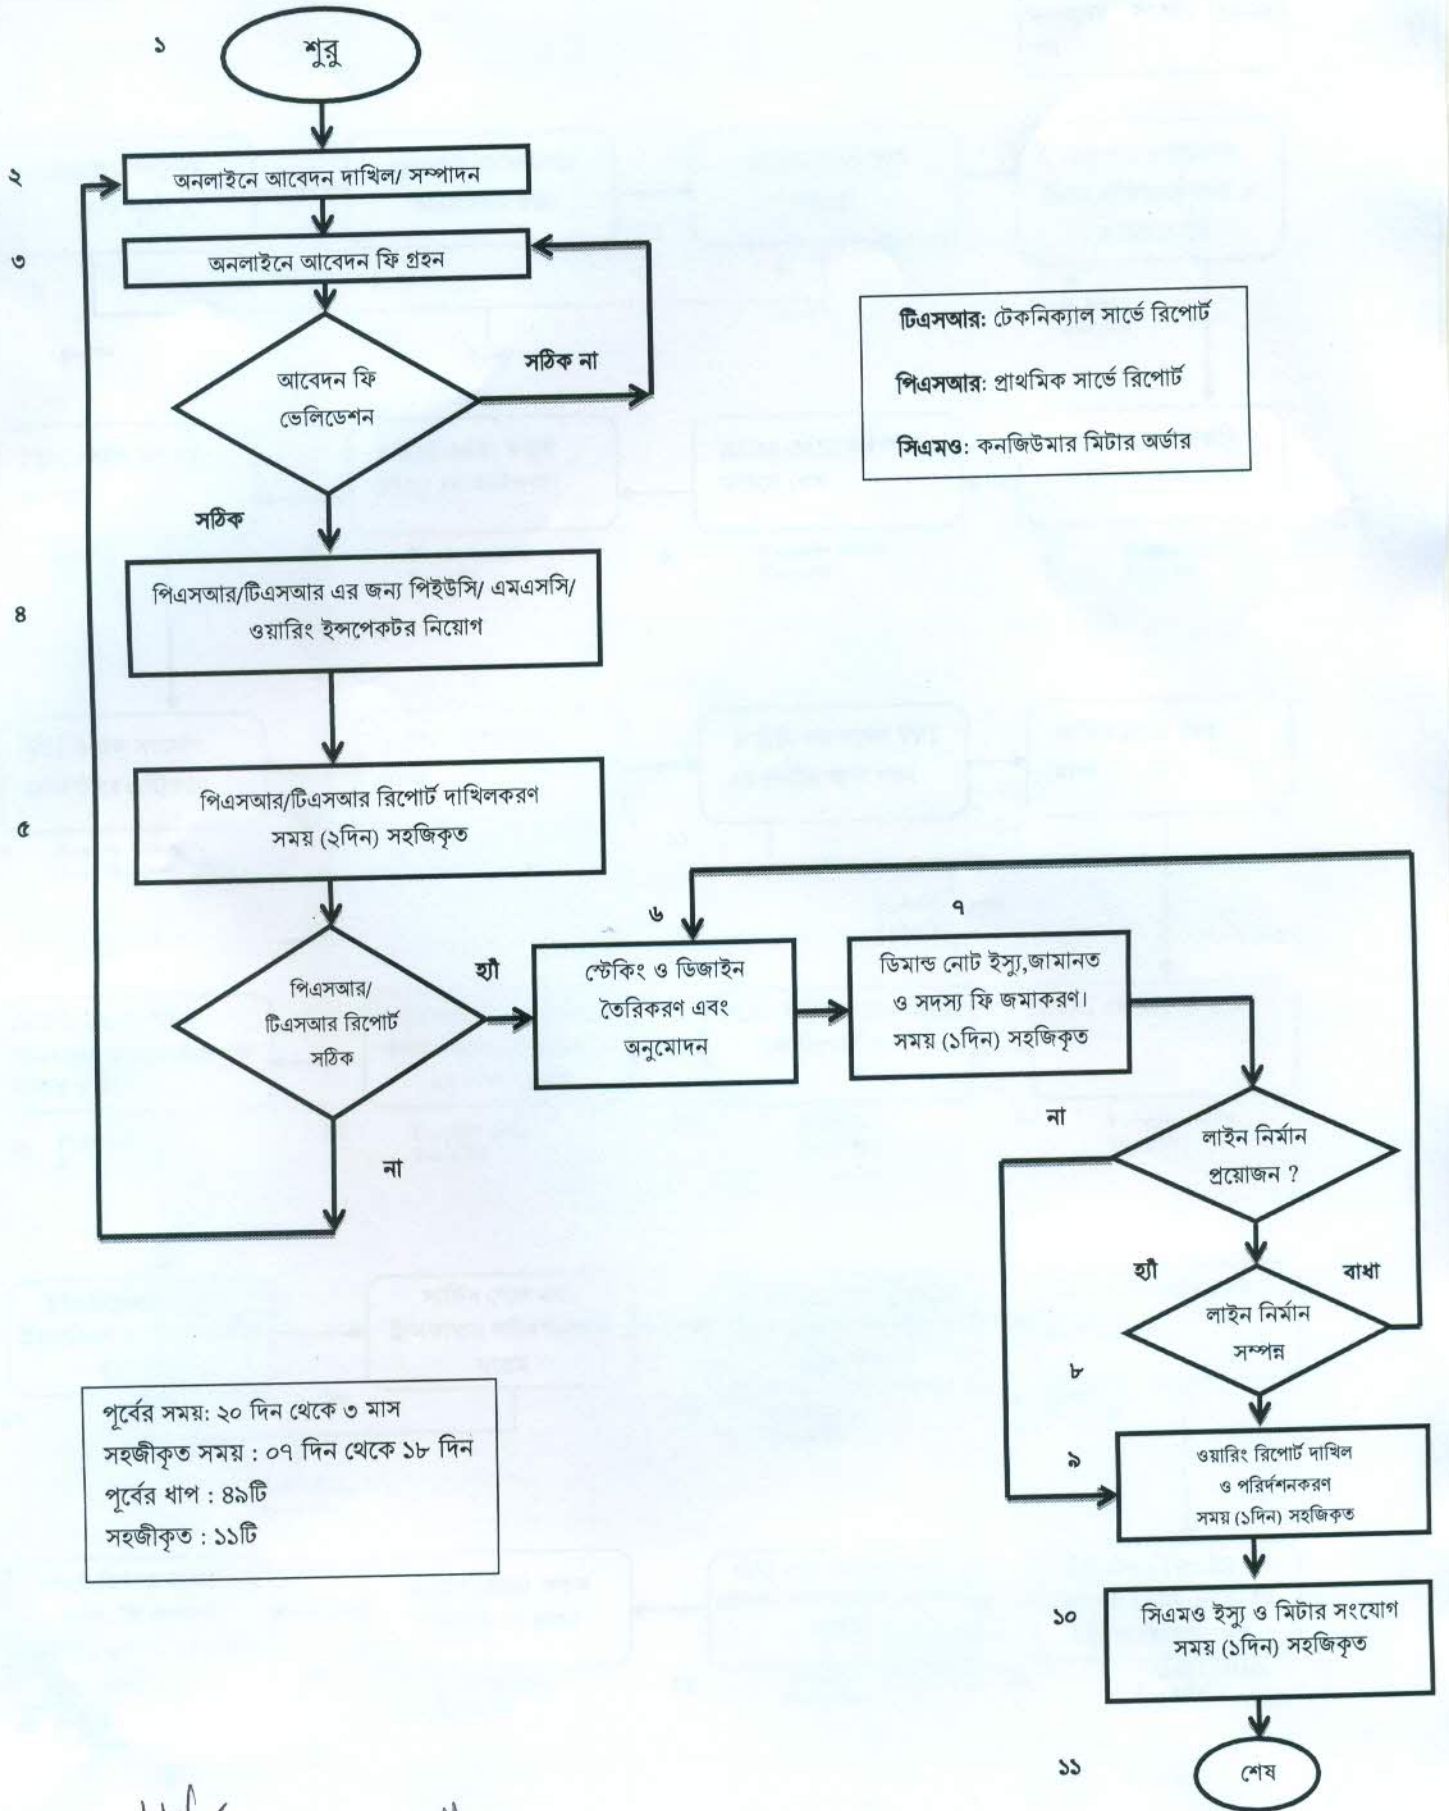 ১
শুরু
২
অনলাইনে আবেদন দাখিল/ সম্পাদন
৩
অনলাইনে আবেদন ফি গ্রহন
আবেদন ফি
ভেলিডেশন
সঠিক না
সঠিক
টিএসআর: টেকনিক্যাল সার্ভে রিপোর্ট
পিএসআর: প্রাথমিক সার্ভে রিপোর্ট
সিএমও: কনজিউমার মিটার অর্ডার
৪
পিএসআর/টিএসআর এর জন্য পিইউসি/ এমএসসি/
ওয়ারিং ইন্সপেকটর নিয়োগ
৫
পিএসআর/টিএসআর রিপোর্ট দাখিলকরণ
সময় (২দিন) সহজিকৃত
পিএসআর/
টিএসআর রিপোর্ট
সঠিক
হ্যাঁ
না
৬
স্টেকিং ও ডিজাইন
তৈরিকরণ এবং
অনুমোদন
৭
ডিমান্ড নোট ইস্যু,জামানত
ও সদস্য ফি জমাকরণ।
সময় (১দিন) সহজিকৃত
না
লাইন নির্মান
প্রয়োজন ?
হ্যাঁ
বাধা
লাইন নির্মান
সম্পন্ন
৮
৯
ওয়ারিং রিপোর্ট দাখিল
ও পরির্দশনকরণ
সময় (১দিন) সহজিকৃত
১০
সিএমও ইস্যু ও মিটার সংযোগ
সময় (১দিন) সহজিকৃত
১১
শেষ
পূর্বের সময়: ২০ দিন থেকে ৩ মাস
সহজীকৃত সময় : ০৭ দিন থেকে ১৮ দিন
পূর্বের ধাপ : ৪৯টি
সহজীকৃত : ১১টি